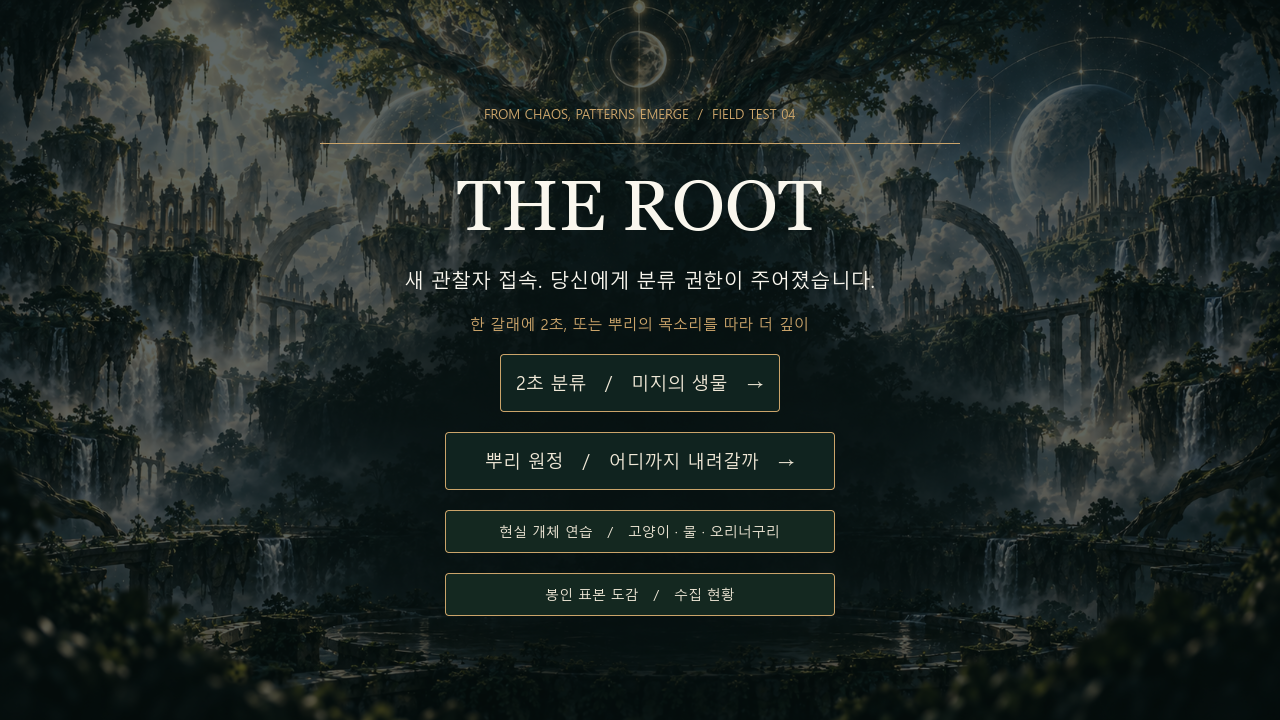 FROM CHAOS, PATTERNS EMERGE / FIELD TEST 04
THE ROOT
새 관찰자 접속. 당신에게 분류 권한이 주어졌습니다.
한 갈래에 2초, 또는 뿌리의 목소리를 따라 더 깊이
2초 분류 / 미지의 생물 →
뿌리 원정 / 어디까지 내려갈까 →
현실 개체 연습 / 고양이 · 물 · 오리너구리
봉인 표본 도감 / 수집 현황